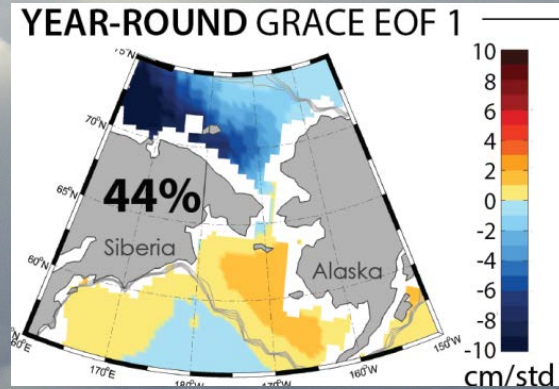 YEAR-ROUND GRACE EOF 1
75°N
70°N
65°N
60°N
44%
Siberia
Alaska
170°E
180°W
170°W
160°W
150°W
10
8
6
4
2
0
-2
-4
-6
-8
-10
cm/std